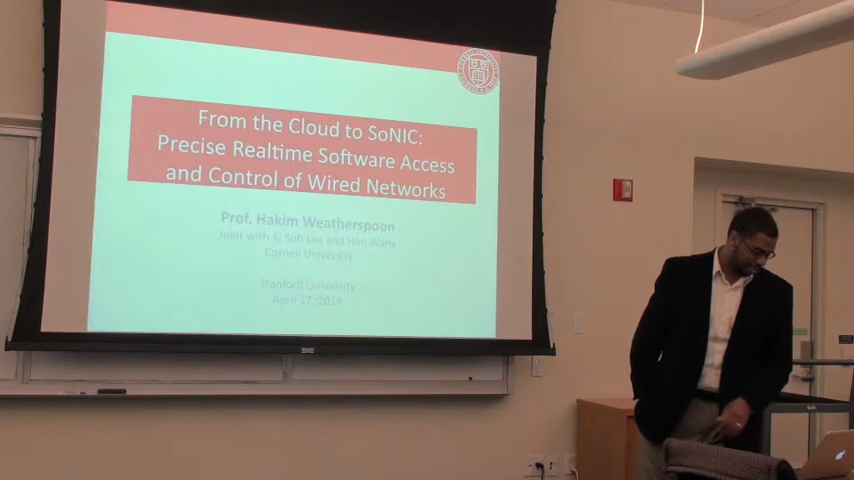 From the Cloud to SoNIC:
Precise Realtime Software Access
and Control of Wired Networks
Prof. Hakim Weatherspoon
Joint with Ki Suh Lee and Han Wang
Cornell University
Stanford University
April 17, 2014